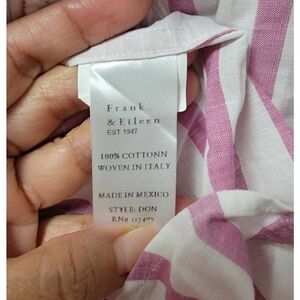 Frank
& Eileen
EST 1947
100% COTTONN
WOVEN IN ITALY
MADE IN MEXICO
STYLE: DON
RN# 117409